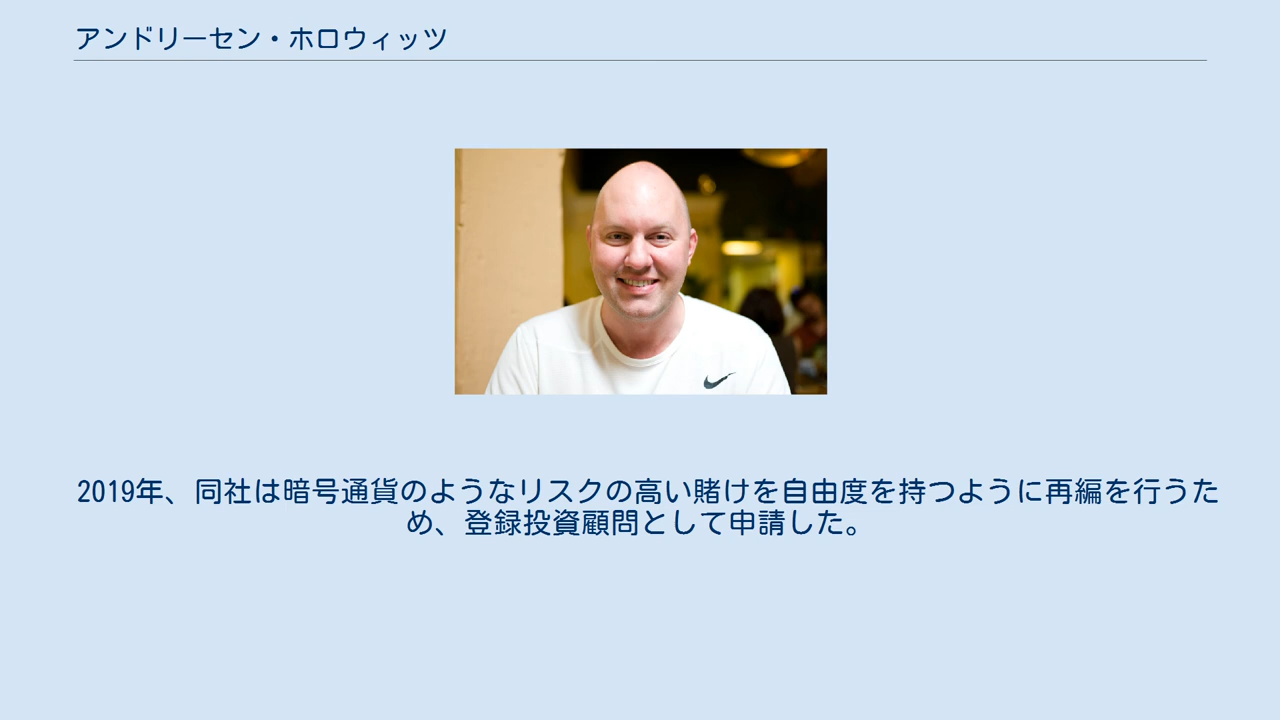 アンドリーセン・ホロウィッツ
2019年、同社は暗号通貨のようなリスクの高い賭けを自由度を持つように再編を行うた
め、登録投資顧問として申請した。